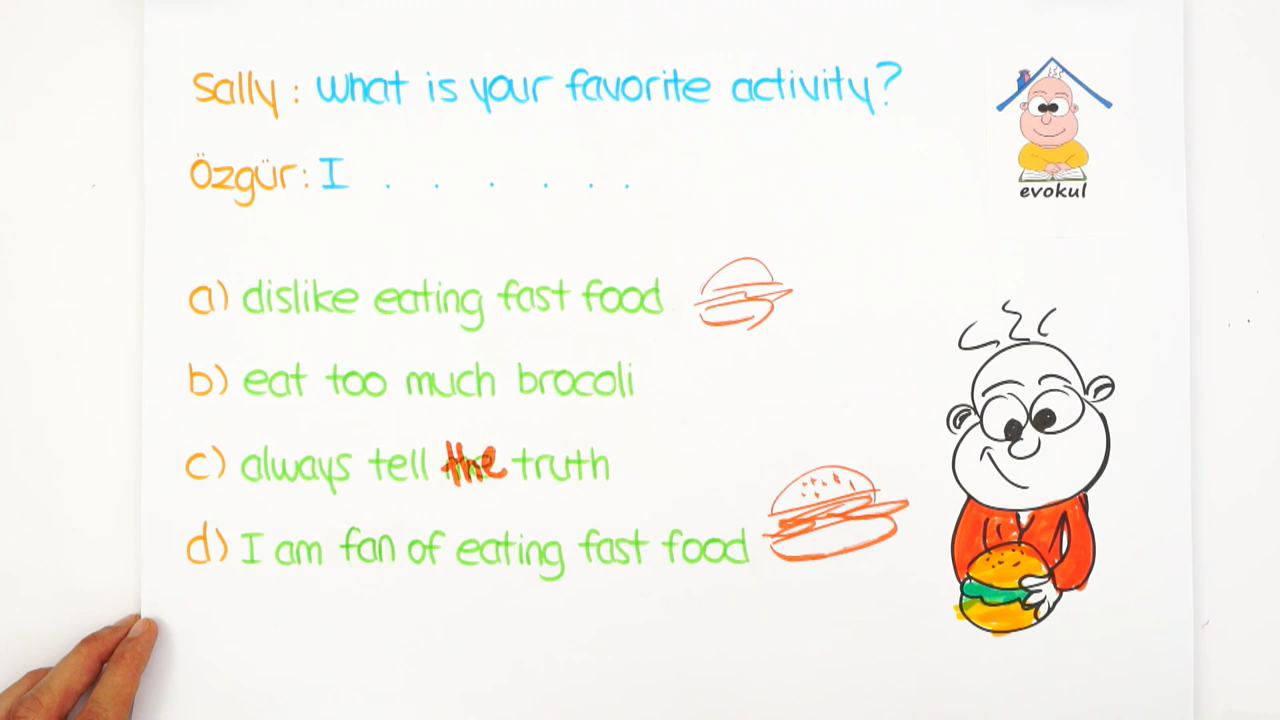 Sally : What is your favorite activity?
evokul
Özgür : I . . . . . .
a) dislike eating fast food
b) eat too much brocoli
c) always tell the truth
d) I am fan of eating fast food